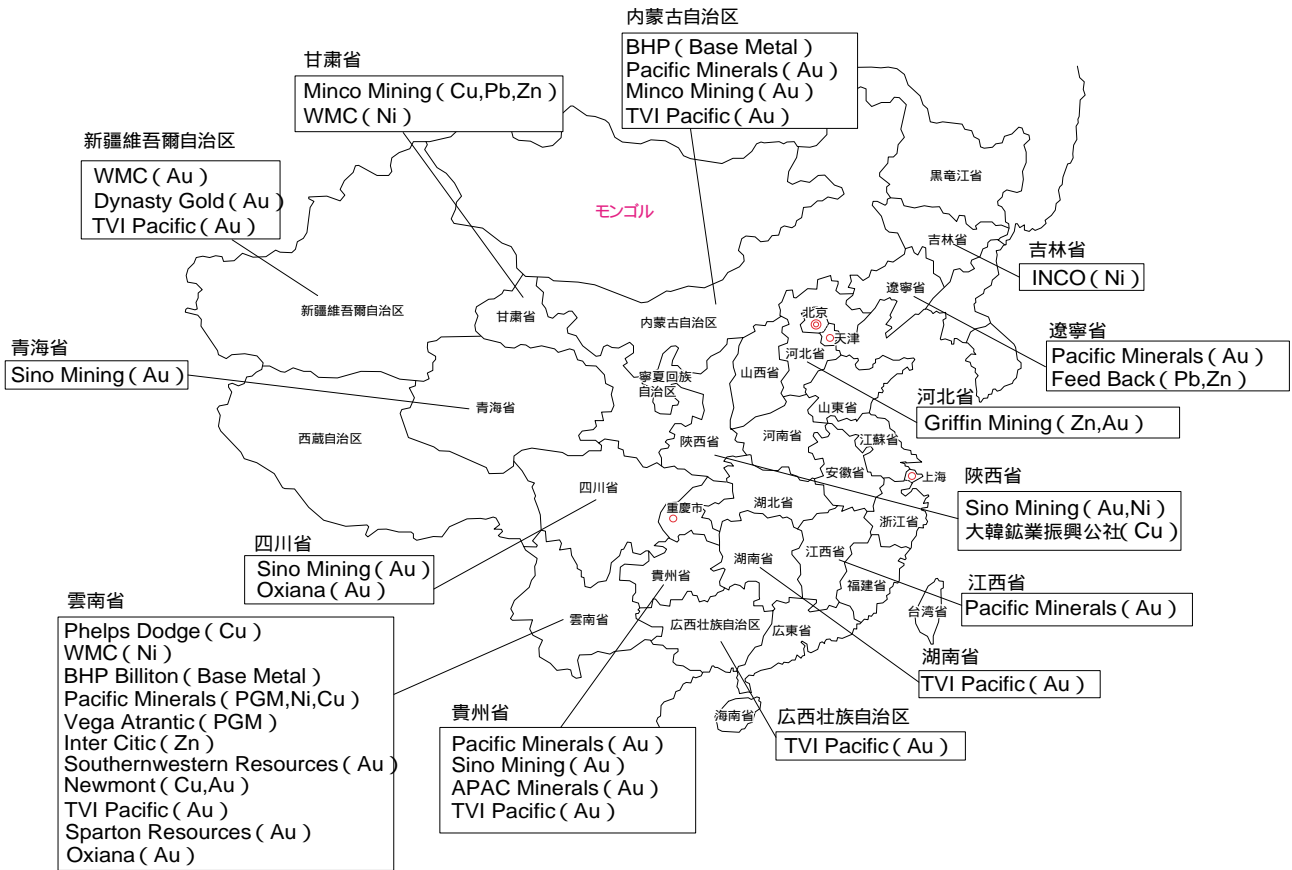 内蒙古自治区
BHP ( Base Metal )
Pacific Minerals ( Au )
Minco Mining ( Au )
TVI Pacific ( Au )
甘粛省
Minco Mining ( Cu,Pb,Zn )
WMC ( Ni )
新疆維吾爾自治区
WMC ( Au )
Dynasty Gold ( Au )
TVI Pacific ( Au )
青海省
Sino Mining ( Au )
吉林省
INCO ( Ni )
遼寧省
Pacific Minerals ( Au )
Feed Back ( Pb,Zn )
河北省
Griffin Mining ( Zn,Au )
陝西省
Sino Mining ( Au,Ni )
大韓鉱業振興公社( Cu )
江西省
Pacific Minerals ( Au )
湖南省
TVI Pacific ( Au )
広西壮族自治区
TVI Pacific ( Au )
貴州省
Pacific Minerals ( Au )
Sino Mining ( Au )
APAC Minerals ( Au )
TVI Pacific ( Au )
四川省
Sino Mining ( Au )
Oxiana ( Au )
雲南省
Phelps Dodge ( Cu )
WMC ( Ni )
BHP Billiton ( Base Metal )
Pacific Minerals ( PGM,Ni,Cu )
Vega Atrantic ( PGM )
Inter Citic ( Zn )
Southernwestern Resources ( Au )
Newmont ( Cu,Au )
TVI Pacific ( Au )
Sparton Resources ( Au )
Oxiana ( Au )
モンゴル
黒竜江省
吉林省
遼寧省
北京
天津
新疆維吾爾自治区
甘粛省
内蒙古自治区
河北省
山西省
寧夏回族
自治区
山東省
青海省
西蔵自治区
陝西省
河南省
江蘇省
安徽省
上海
四川省
重慶市
湖北省
浙江省
貴州省
湖南省
江西省
福建省
台湾省
雲南省
広西壮族自治区
広東省
海南省